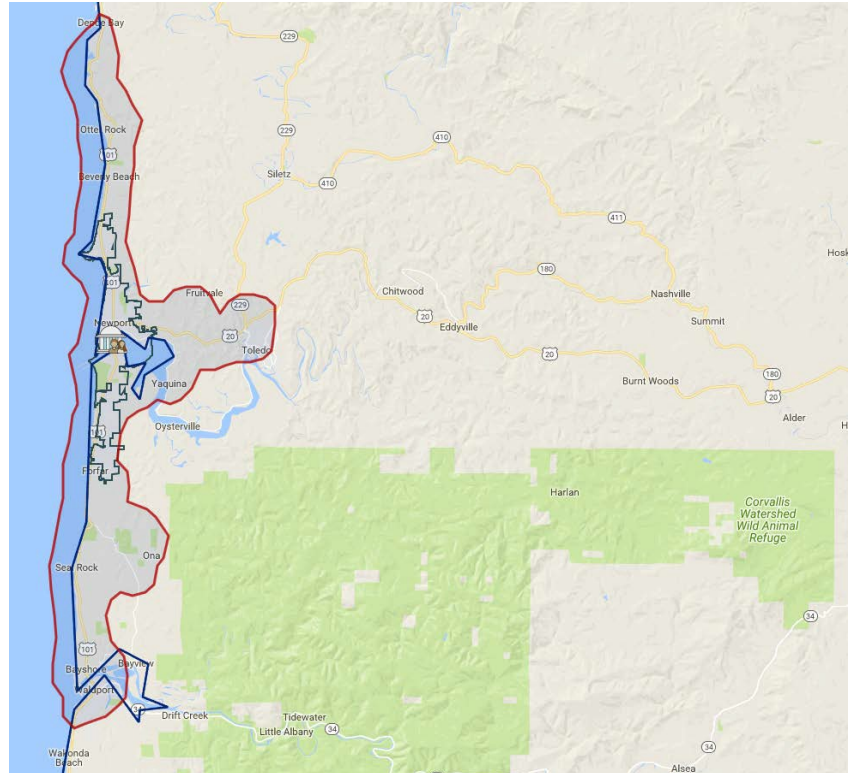 Depoe Bay
229
410
229
Otter Rock
101
Siletz
410
Beverly Beach
411
Hosk
180
101
Fruitvale
Chitwood
Nashville
229
20
Summit
Newport
Eddyville
20
Toledo
20
180
Yaquina
Burnt Woods
20
Alder
Oysterville
H
101
Forfar
Harlan
Corvallis
Watershed
Wild Animal
Refuge
Ona
Seal Rock
34
101
Bayview
Bayshore
Waldport
34
Drift Creek
Tidewater
Little Albany
34
34
Wakonda
Beach
Alsea